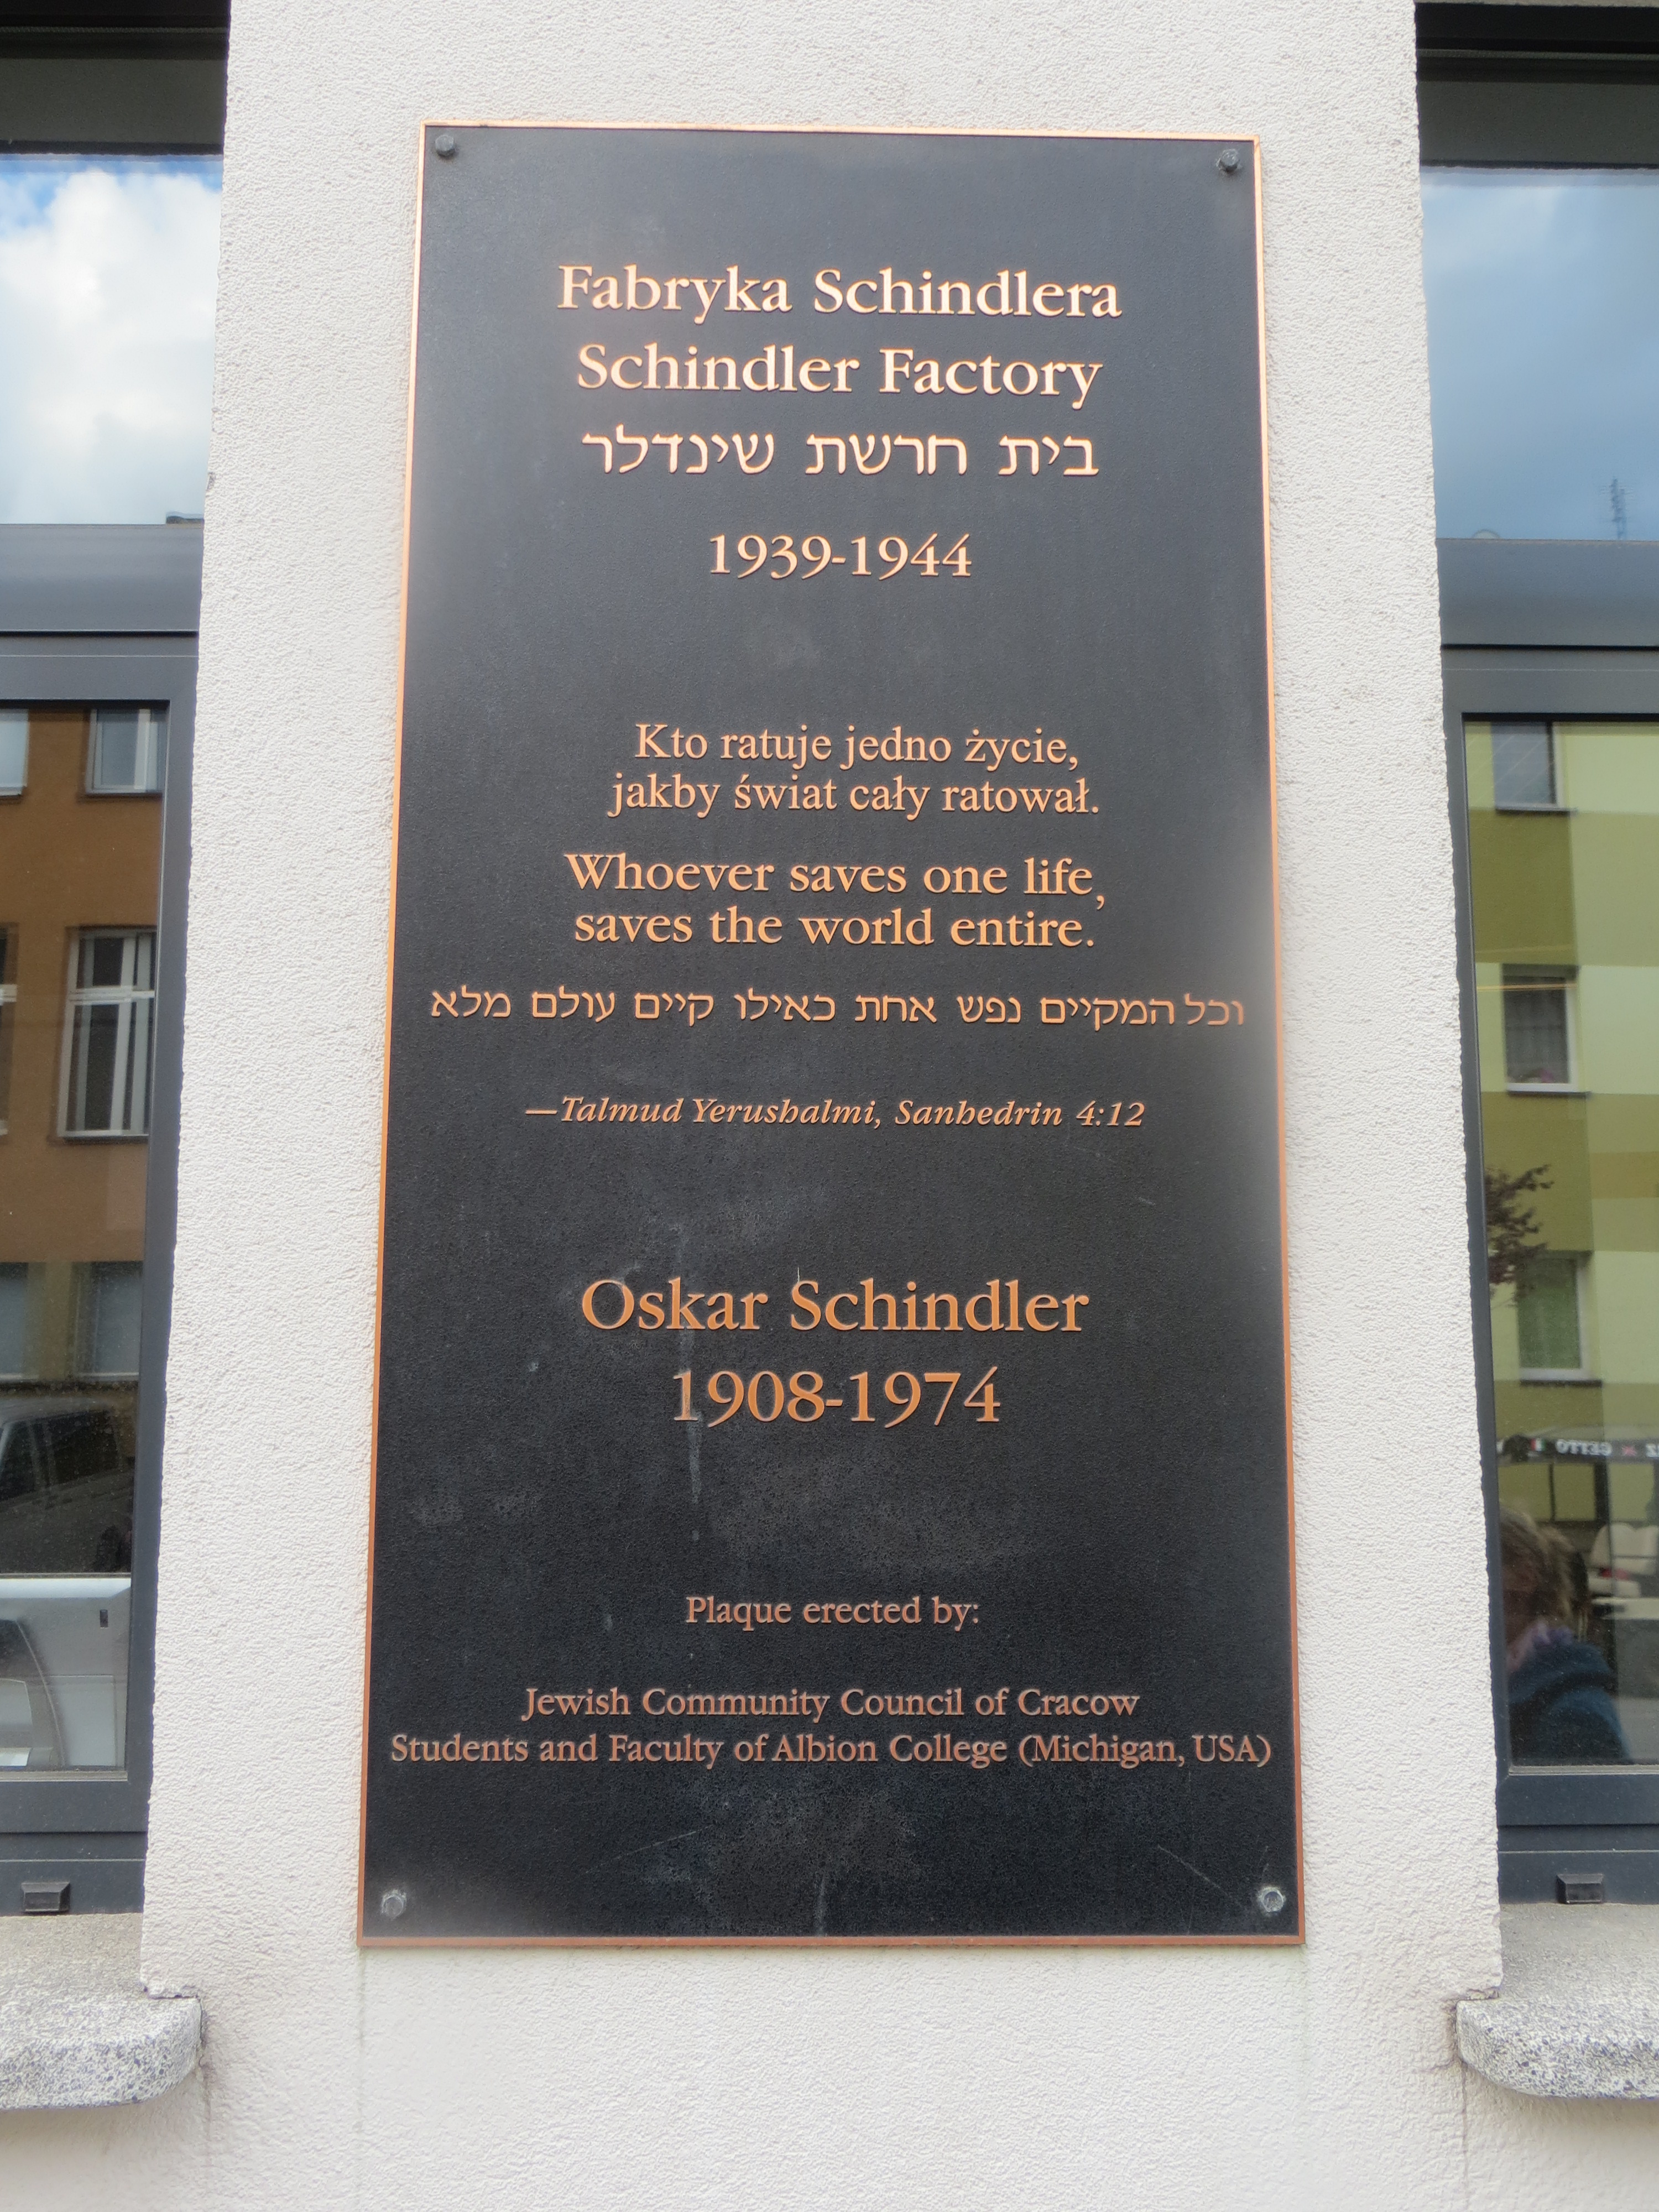 Fabryka Schindlera
Schindler Factory
בית חרשת שינדלר
1939-1944
Kto ratuje jedno życie,
jakby świat cały ratował.
Whoever saves one life,
saves the world entire.
וכל המקיים נפש אחת כאילו קיים עולם מלא
—Talmud Yerushalmi, Sanhedrin 4:12
Oskar Schindler
1908-1974
Plaque erected by:
Jewish Community Council of Cracow
Students and Faculty of Albion College (Michigan, USA)